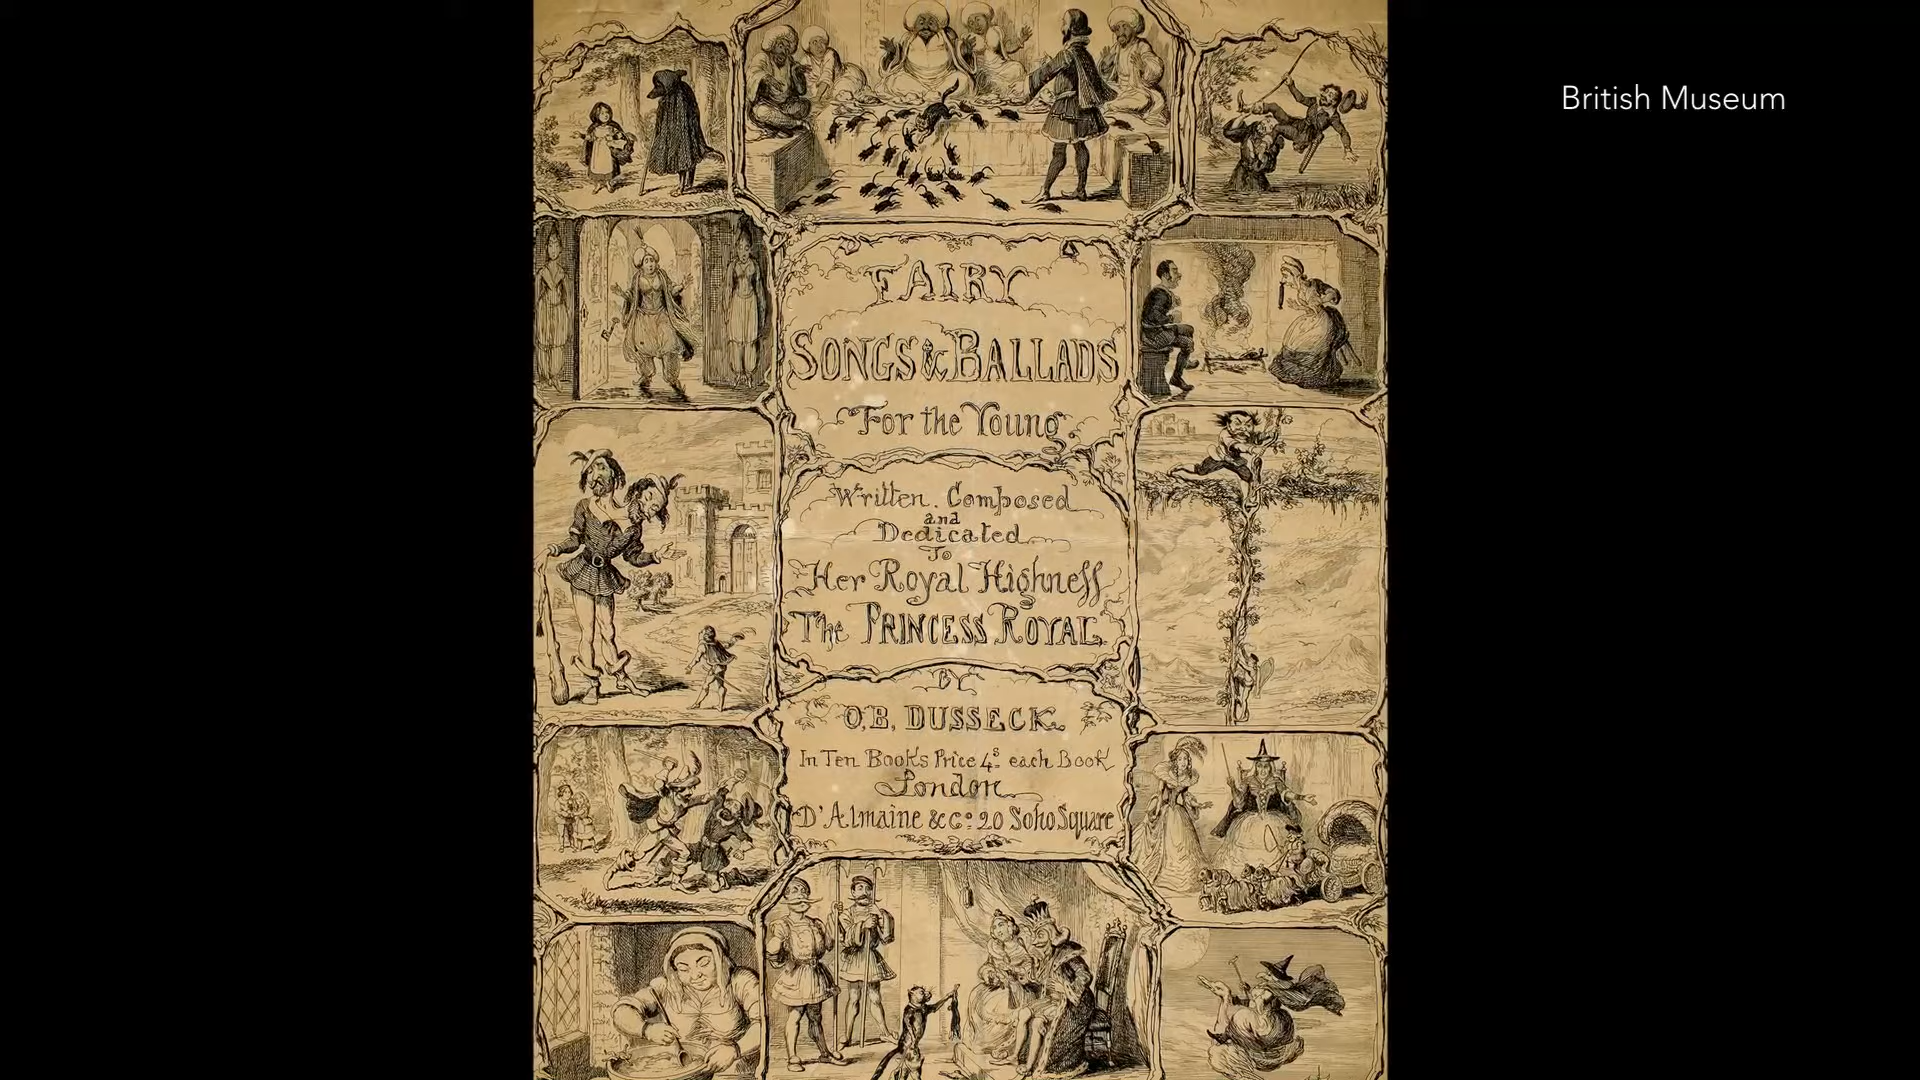 British Museum
FAIRY
SONGS & BALLADS
For the Young.
Written. Composed
and
Dedicated
To
Her Royal Highness
The PRINCESS ROYAL.
BY
O.B. DUSSECK.
In Ten Books Price 4s. each Book
London.
D'Almaine & Co: 20 Soho Square